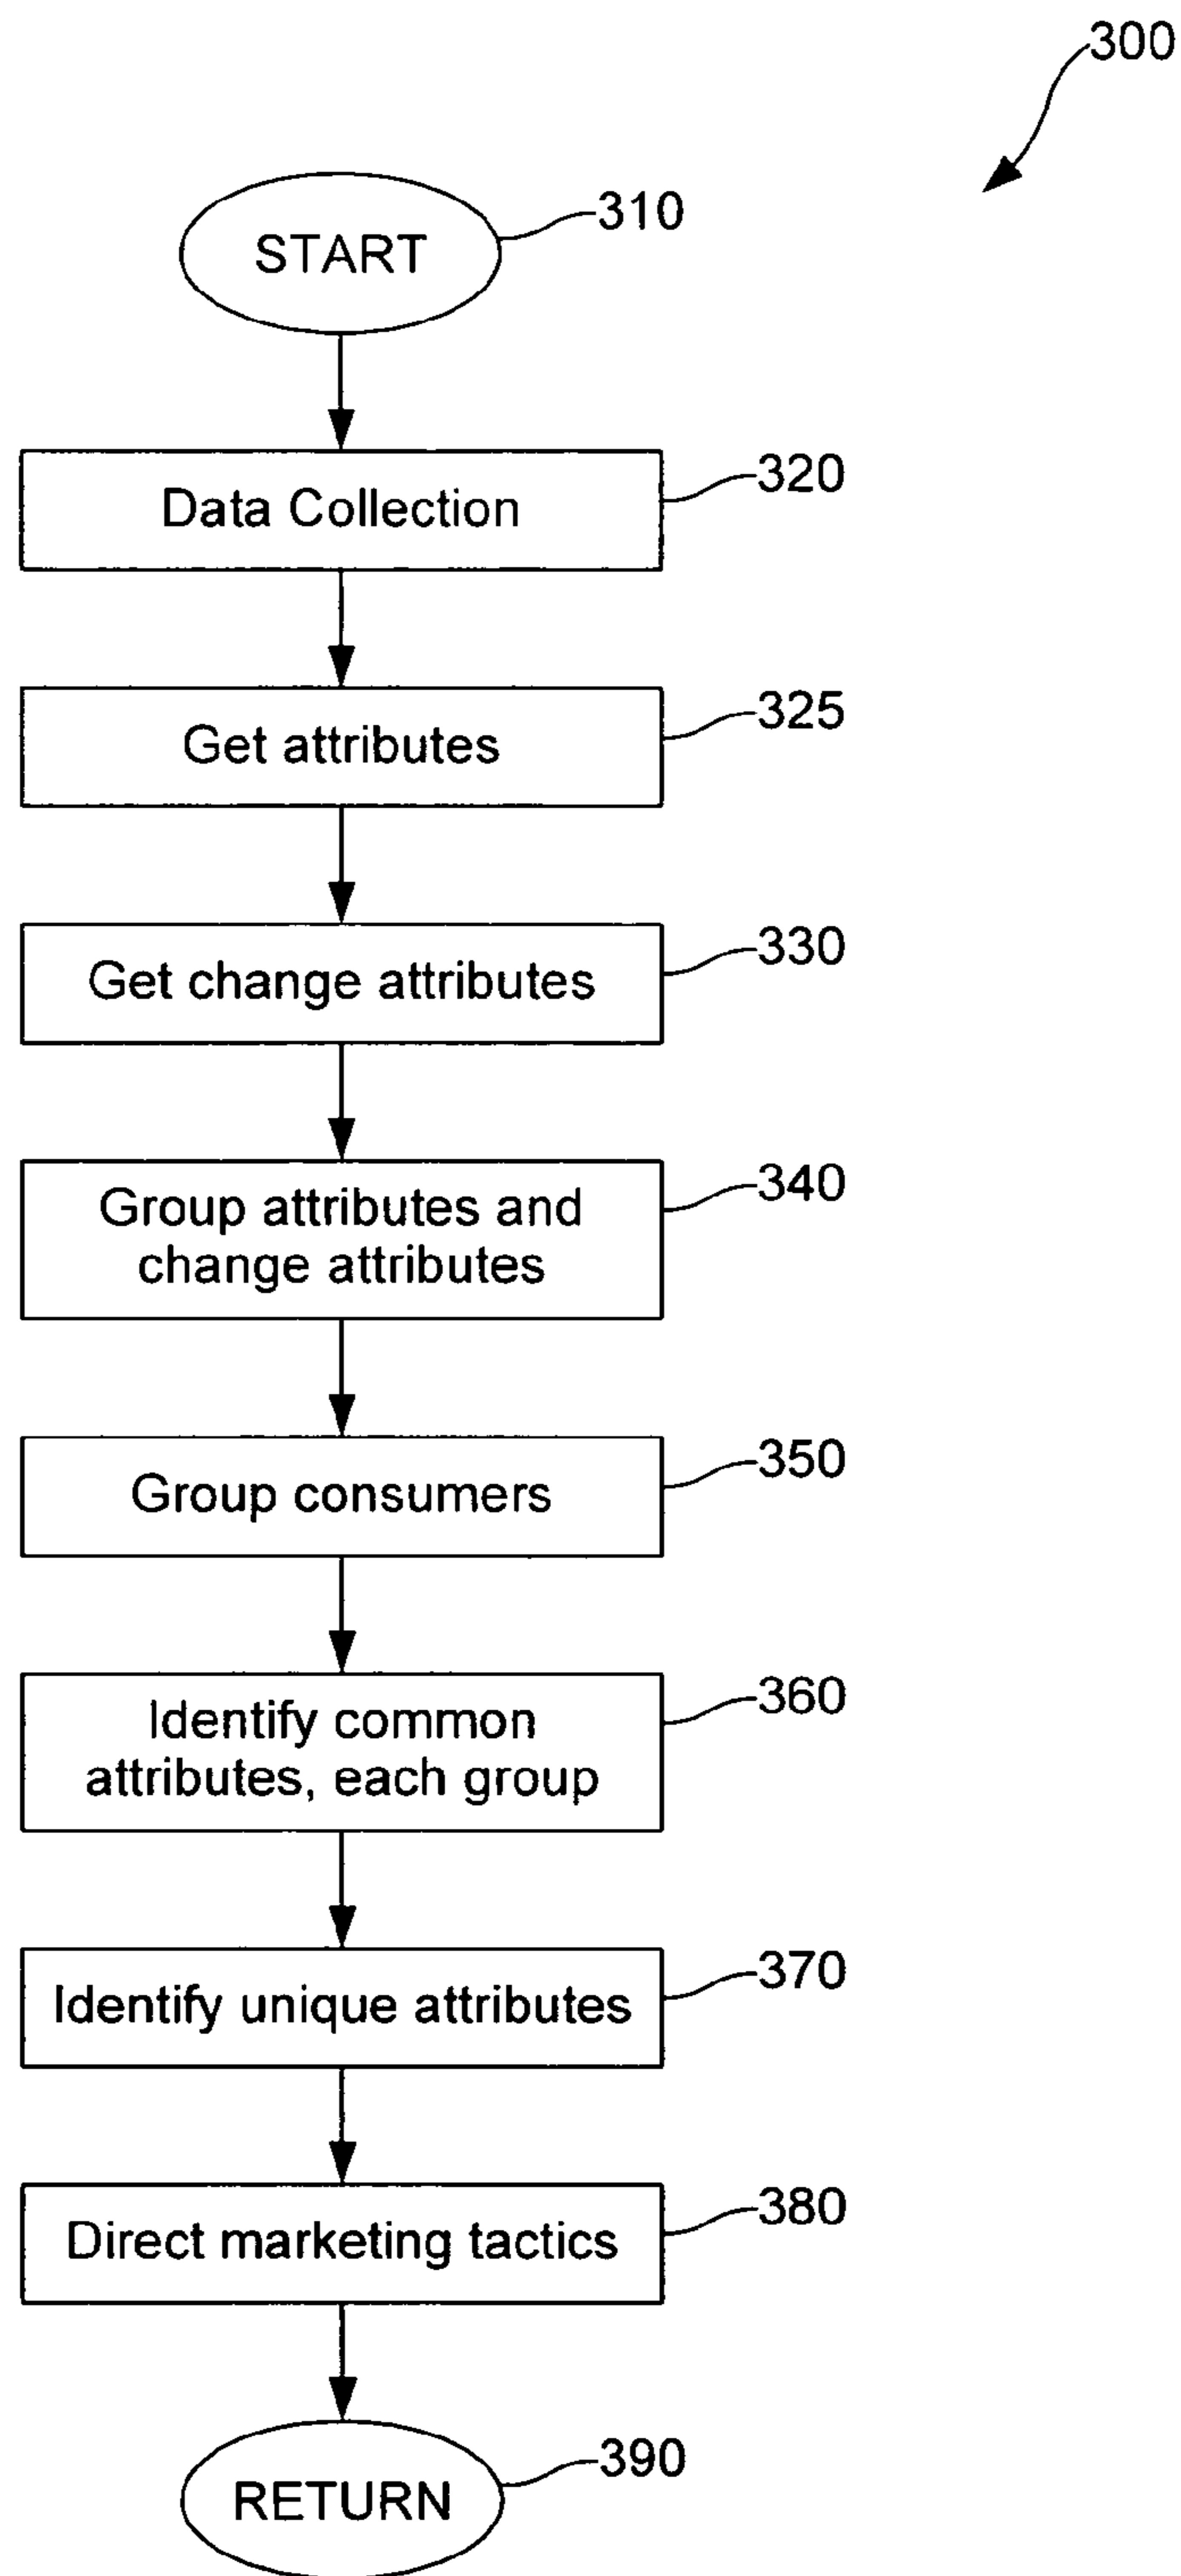 300
START
310
Data Collection
320
Get attributes
325
Get change attributes
330
Group attributes and
change attributes
340
Group consumers
350
Identify common
attributes, each group
360
Identify unique attributes
370
Direct marketing tactics
380
RETURN
390